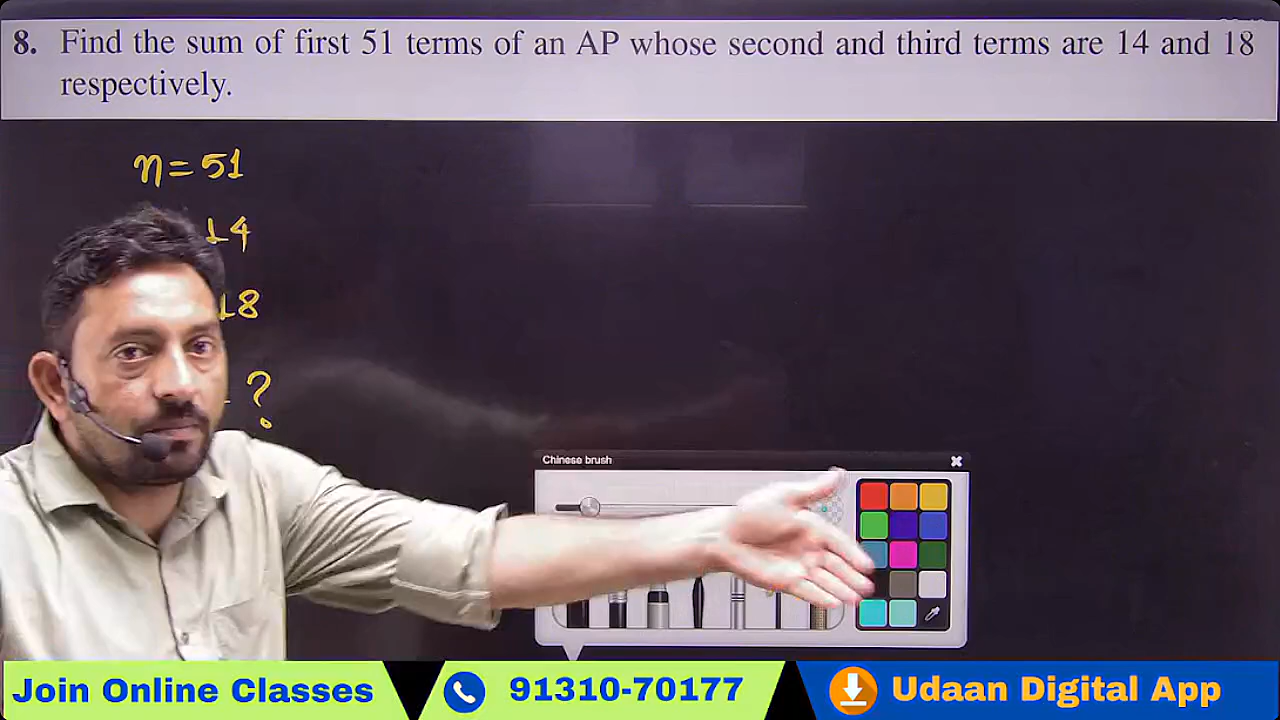 8. Find the sum of first 51 terms of an AP whose second and third terms are 14 and 18
respectively.
n = 51
14
18
?
Chinese brush
Join Online Classes
91310-70177
Udaan Digital App